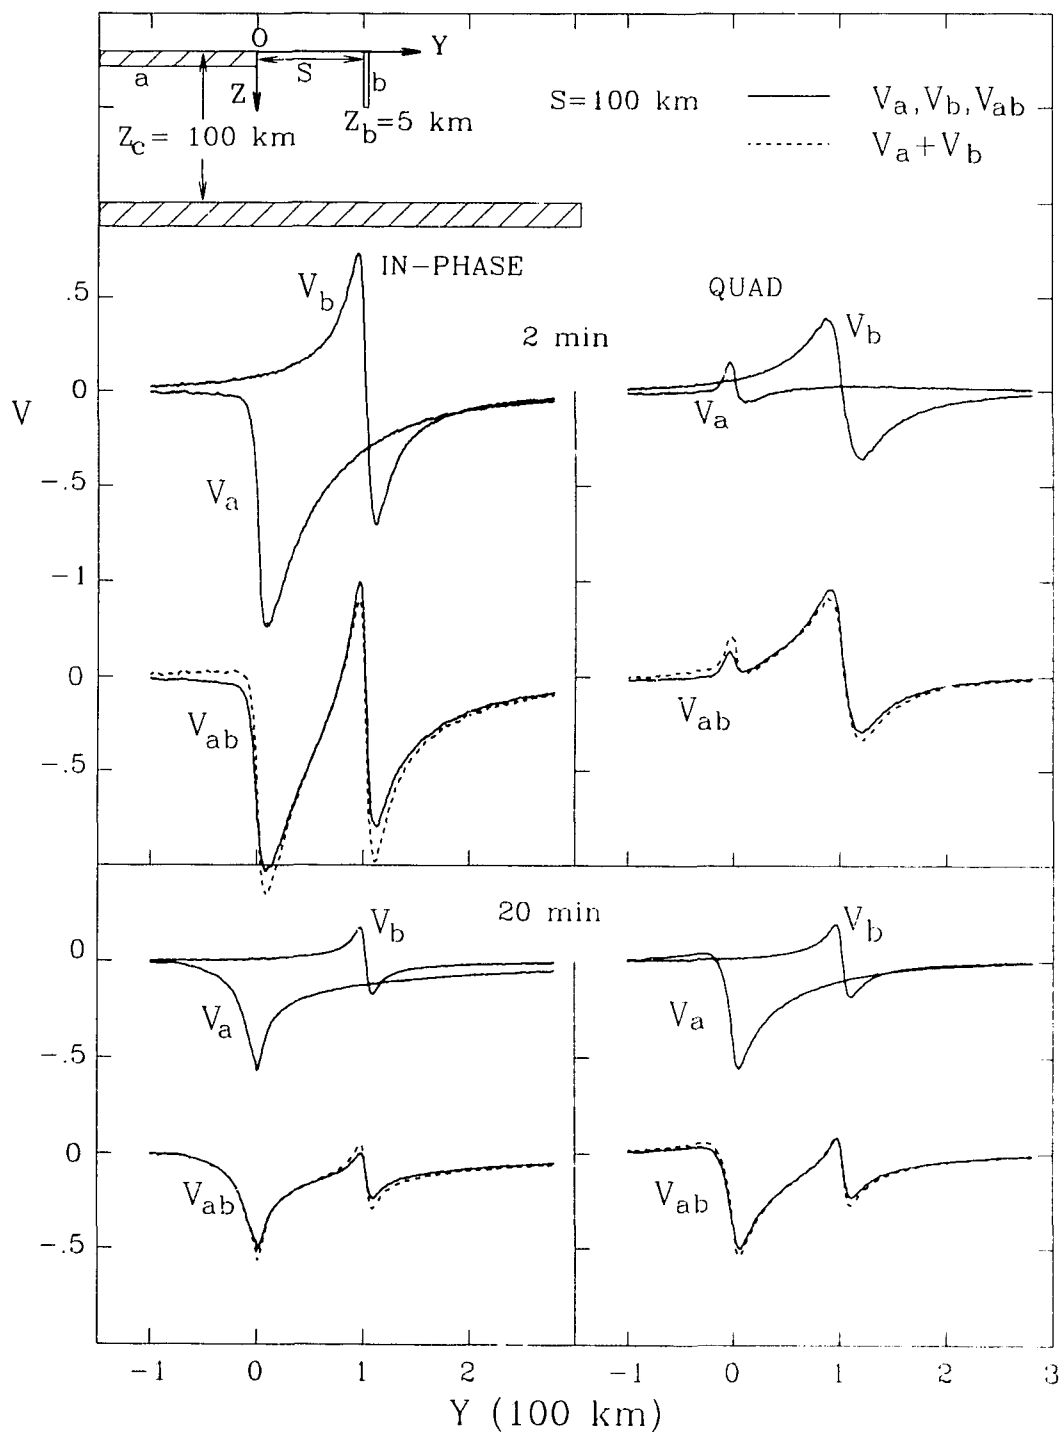 O
Y
S
a
b
Z
Z_b=5 km
Z_c= 100 km
S=100 km
V_a, V_b, V_ab
V_a+V_b
IN-PHASE
QUAD
2 min
V_b
V_b
.5
0
V
-.5
-1
V_a
V_a
0
-.5
V_ab
V_ab
20 min
V_b
V_b
0
-.5
V_a
V_a
0
-.5
V_ab
V_ab
-1 0 1 2 -1 0 1 2 3
Y (100 km)